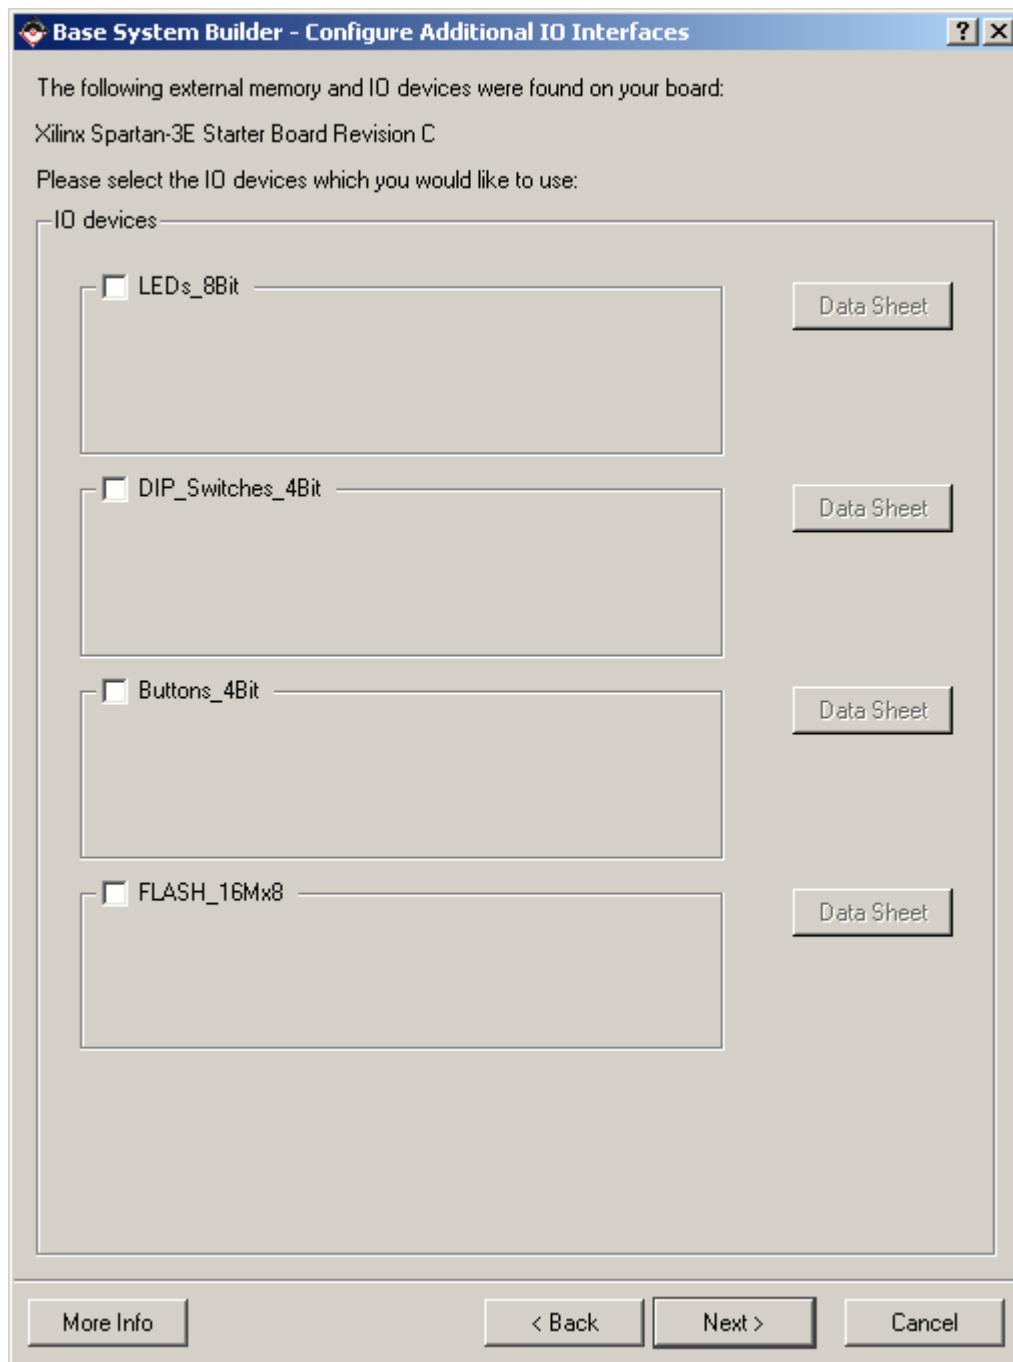 Base System Builder - Configure Additional IO Interfaces
The following external memory and IO devices were found on your board:
Xilinx Spartan-3E Starter Board Revision C
Please select the IO devices which you would like to use:
IO devices
LEDs_8Bit
Data Sheet
DIP_Switches_4Bit
Data Sheet
Buttons_4Bit
Data Sheet
FLASH_16Mx8
Data Sheet
More Info
< Back
Next >
Cancel